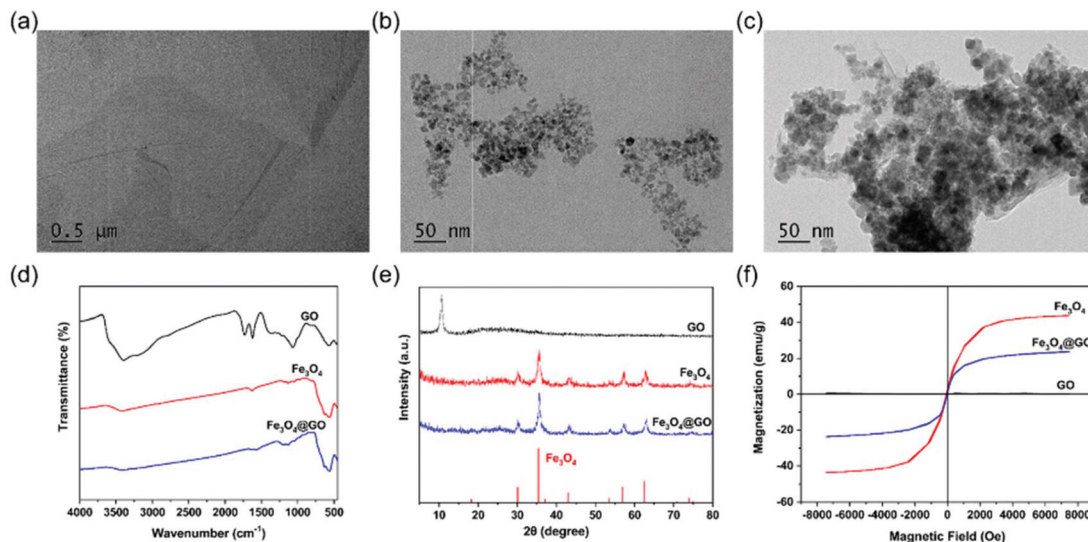 (a)
0.5 μm
(b)
50 nm
(c)
50 nm
(d)
Transmittance (%)
GO
Fe₃O₄
Fe₃O₄@GO
4000 3500 3000 2500 2000 1500 1000 500
Wavenumber (cm⁻¹)
(e)
Intensity (a.u.)
GO
Fe₃O₄
Fe₃O₄@GO
Fe₃O₄
10 20 30 40 50 60 70 80
2θ (degree)
(f)
Magnetization (emu/g)
60
40
20
0
-20
-40
-60
Fe₃O₄
Fe₃O₄@GO
GO
-8000 -6000 -4000 -2000 0 2000 4000 6000 8000
Magnetic Field (Oe)